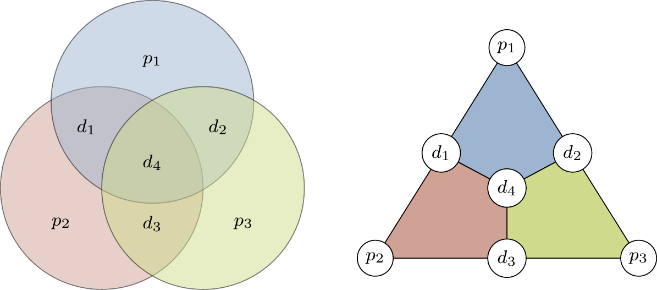 p₁
d₁ d₂
d₄
p₂ d₃ p₃
p₁
d₁ d₂
d₄
p₂ d₃ p₃